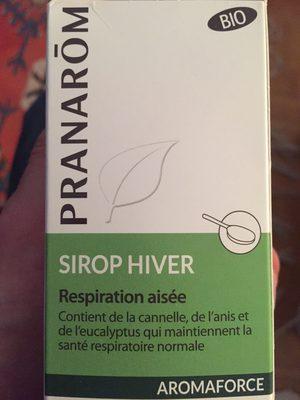 BIO
PRANARŌM
SIROP HIVER
Respiration aisée
Contient de la cannelle, de l'anis et
de l'eucalyptus qui maintiennent la
santé respiratoire normale
AROMAFORCE